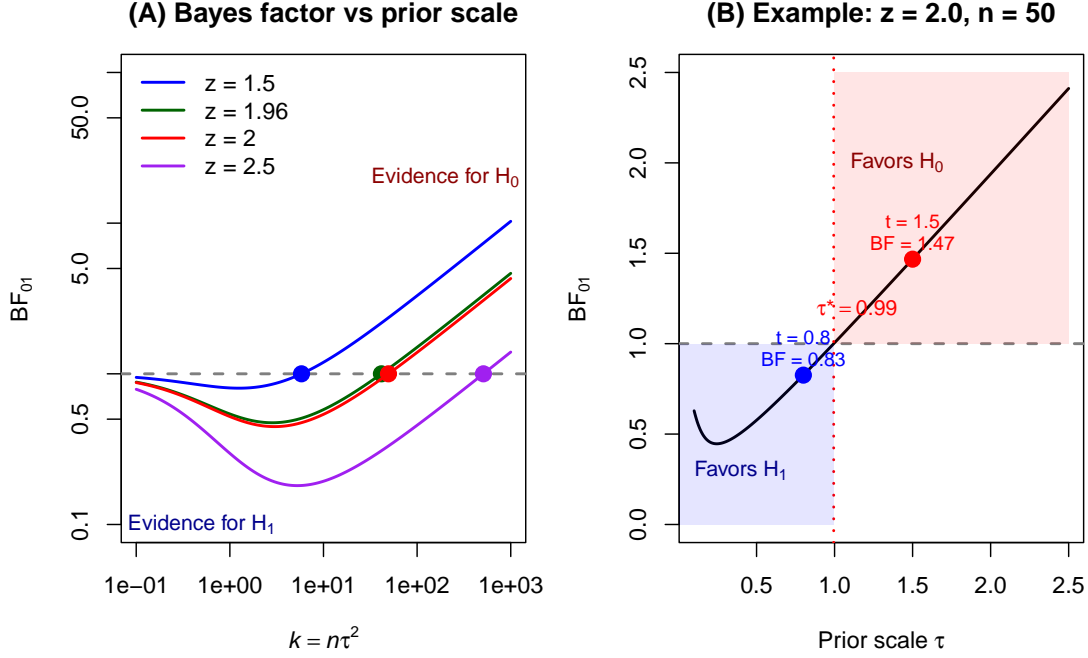 (A) Bayes factor vs prior scale
z = 1.5
z = 1.96
z = 2
z = 2.5
Evidence for H0
Evidence for H1
BF01
50.0
5.0
0.5
0.1
1e−01
1e+00
1e+01
1e+02
1e+03
k = nτ2
(B) Example: z = 2.0, n = 50
Favors H0
t = 1.5
BF = 1.47
τ* = 0.99
t = 0.8
BF = 0.83
Favors H1
BF01
2.5
2.0
1.5
1.0
0.5
0.0
0.5
1.0
1.5
2.0
2.5
Prior scale τ